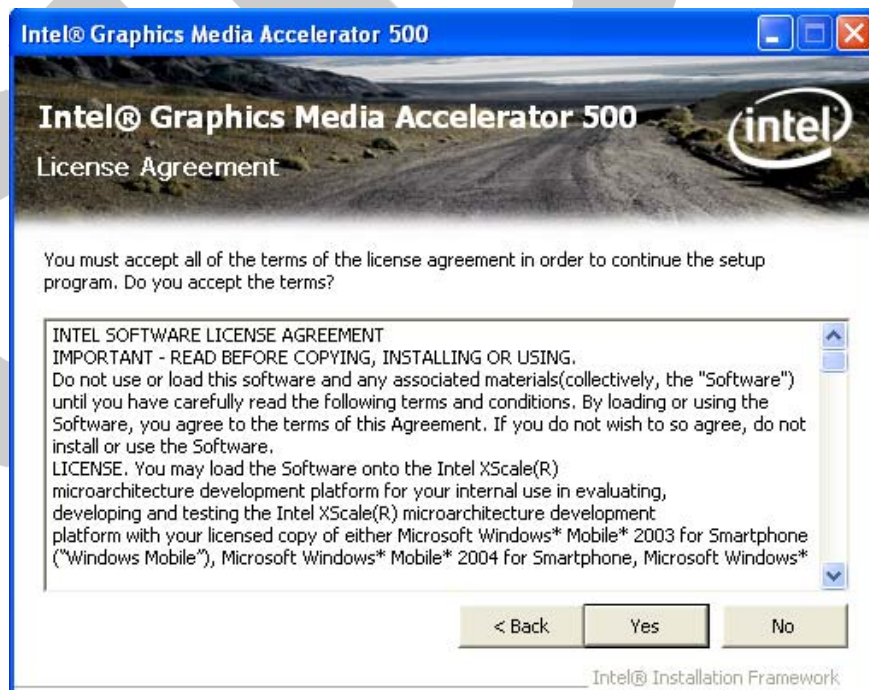 Intel® Graphics Media Accelerator 500
Intel® Graphics Media Accelerator 500
intel
License Agreement
You must accept all of the terms of the license agreement in order to continue the setup
program. Do you accept the terms?
INTEL SOFTWARE LICENSE AGREEMENT
IMPORTANT - READ BEFORE COPYING, INSTALLING OR USING.
Do not use or load this software and any associated materials(collectively, the "Software")
until you have carefully read the following terms and conditions. By loading or using the
Software, you agree to the terms of this Agreement. If you do not wish to so agree, do not
install or use the Software.
LICENSE. You may load the Software onto the Intel XScale(R)
microarchitecture development platform for your internal use in evaluating,
developing and testing the Intel XScale(R) microarchitecture development
platform with your licensed copy of either Microsoft Windows* Mobile* 2003 for Smartphone
("Windows Mobile"), Microsoft Windows* Mobile* 2004 for Smartphone, Microsoft Windows*
< Back
Yes
No
Intel® Installation Framework